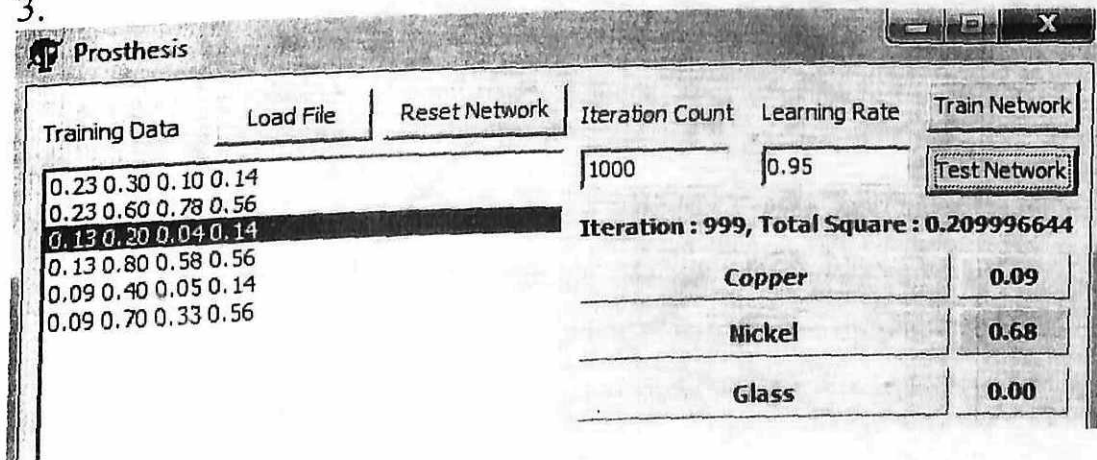 3.
Prosthesis
X
Training Data Load File Reset Network
0.23 0.30 0.10 0.14
0.23 0.60 0.78 0.56
0.13 0.20 0.04 0.14
0.13 0.80 0.58 0.56
0.09 0.40 0.05 0.14
0.09 0.70 0.33 0.56
Iteration Count Learning Rate Train Network
1000 0.95 Test Network
Iteration : 999, Total Square : 0.209996644
Copper 0.09
Nickel 0.68
Glass 0.00